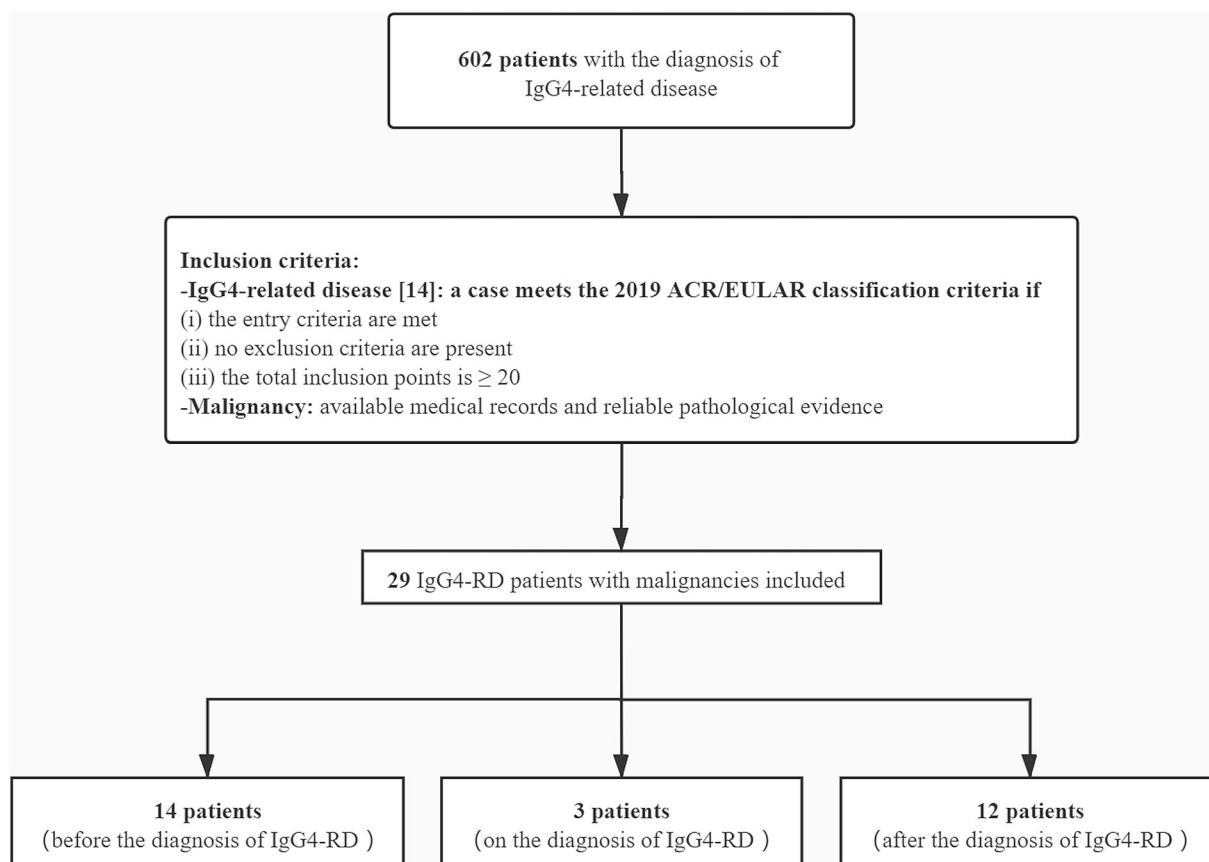 602 patients with the diagnosis of
IgG4-related disease
Inclusion criteria:
-IgG4-related disease [14]: a case meets the 2019 ACR/EULAR classification criteria if
(i) the entry criteria are met
(ii) no exclusion criteria are present
(iii) the total inclusion points is ≥ 20
-Malignancy: available medical records and reliable pathological evidence
29 IgG4-RD patients with malignancies included
14 patients
(before the diagnosis of IgG4-RD )
3 patients
(on the diagnosis of IgG4-RD )
12 patients
(after the diagnosis of IgG4-RD )